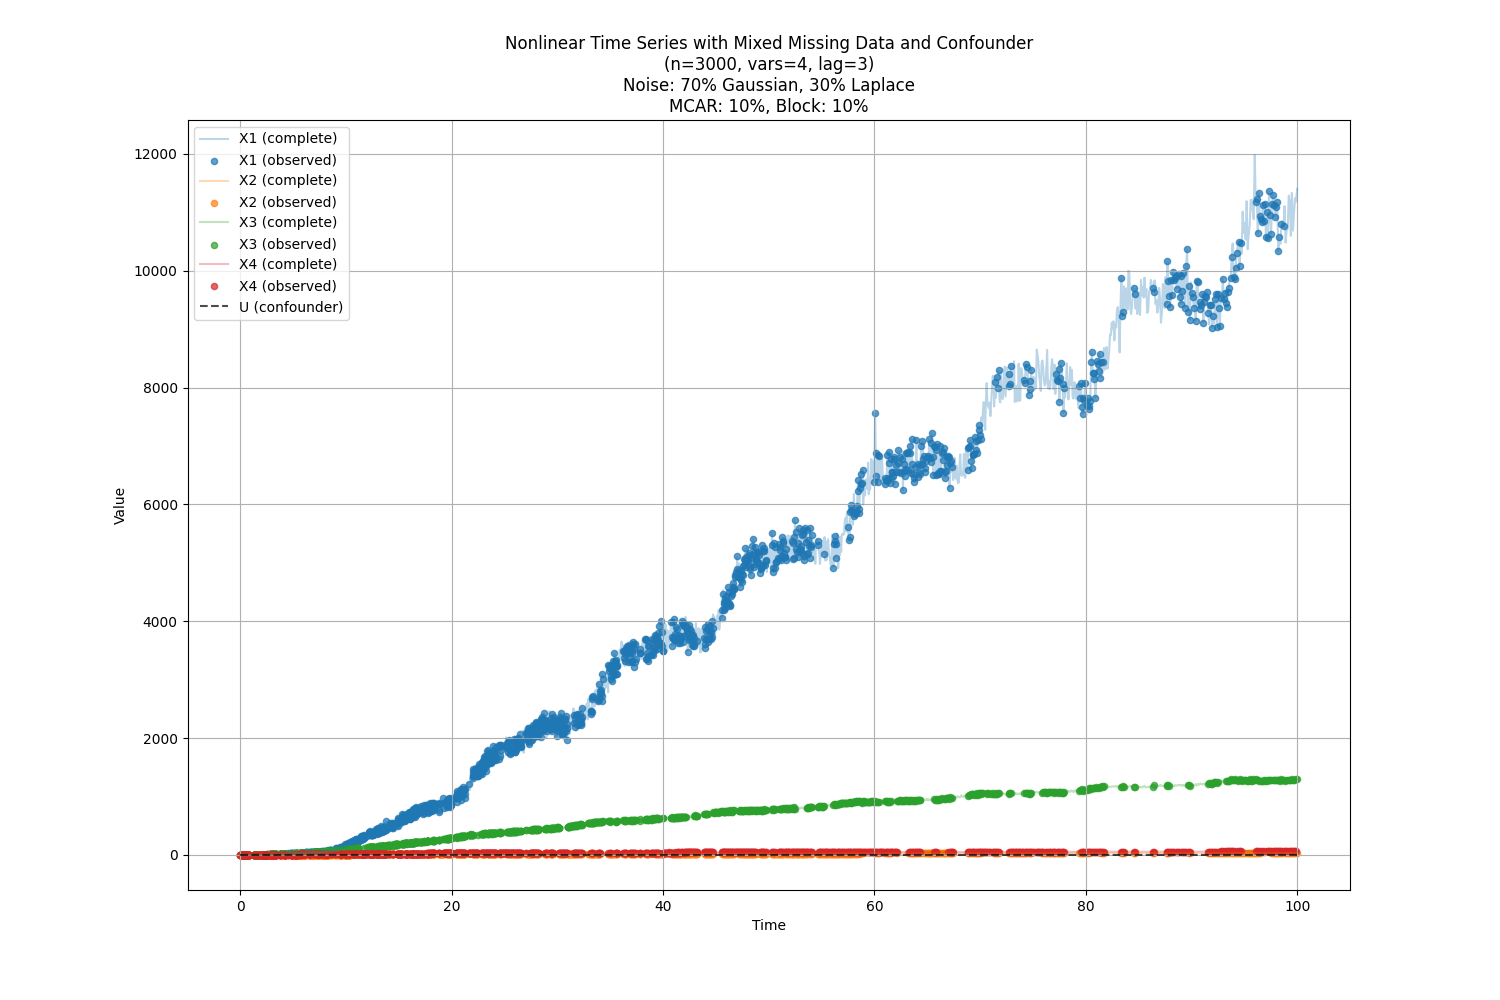 Nonlinear Time Series with Mixed Missing Data and Confounder
(n=3000, vars=4, lag=3)
Noise: 70% Gaussian, 30% Laplace
MCAR: 10%, Block: 10%
X1 (complete)
X1 (observed)
X2 (complete)
X2 (observed)
X3 (complete)
X3 (observed)
X4 (complete)
X4 (observed)
U (confounder)
12000
10000
8000
6000
4000
2000
0
Value
0 20 40 60 80 100
Time